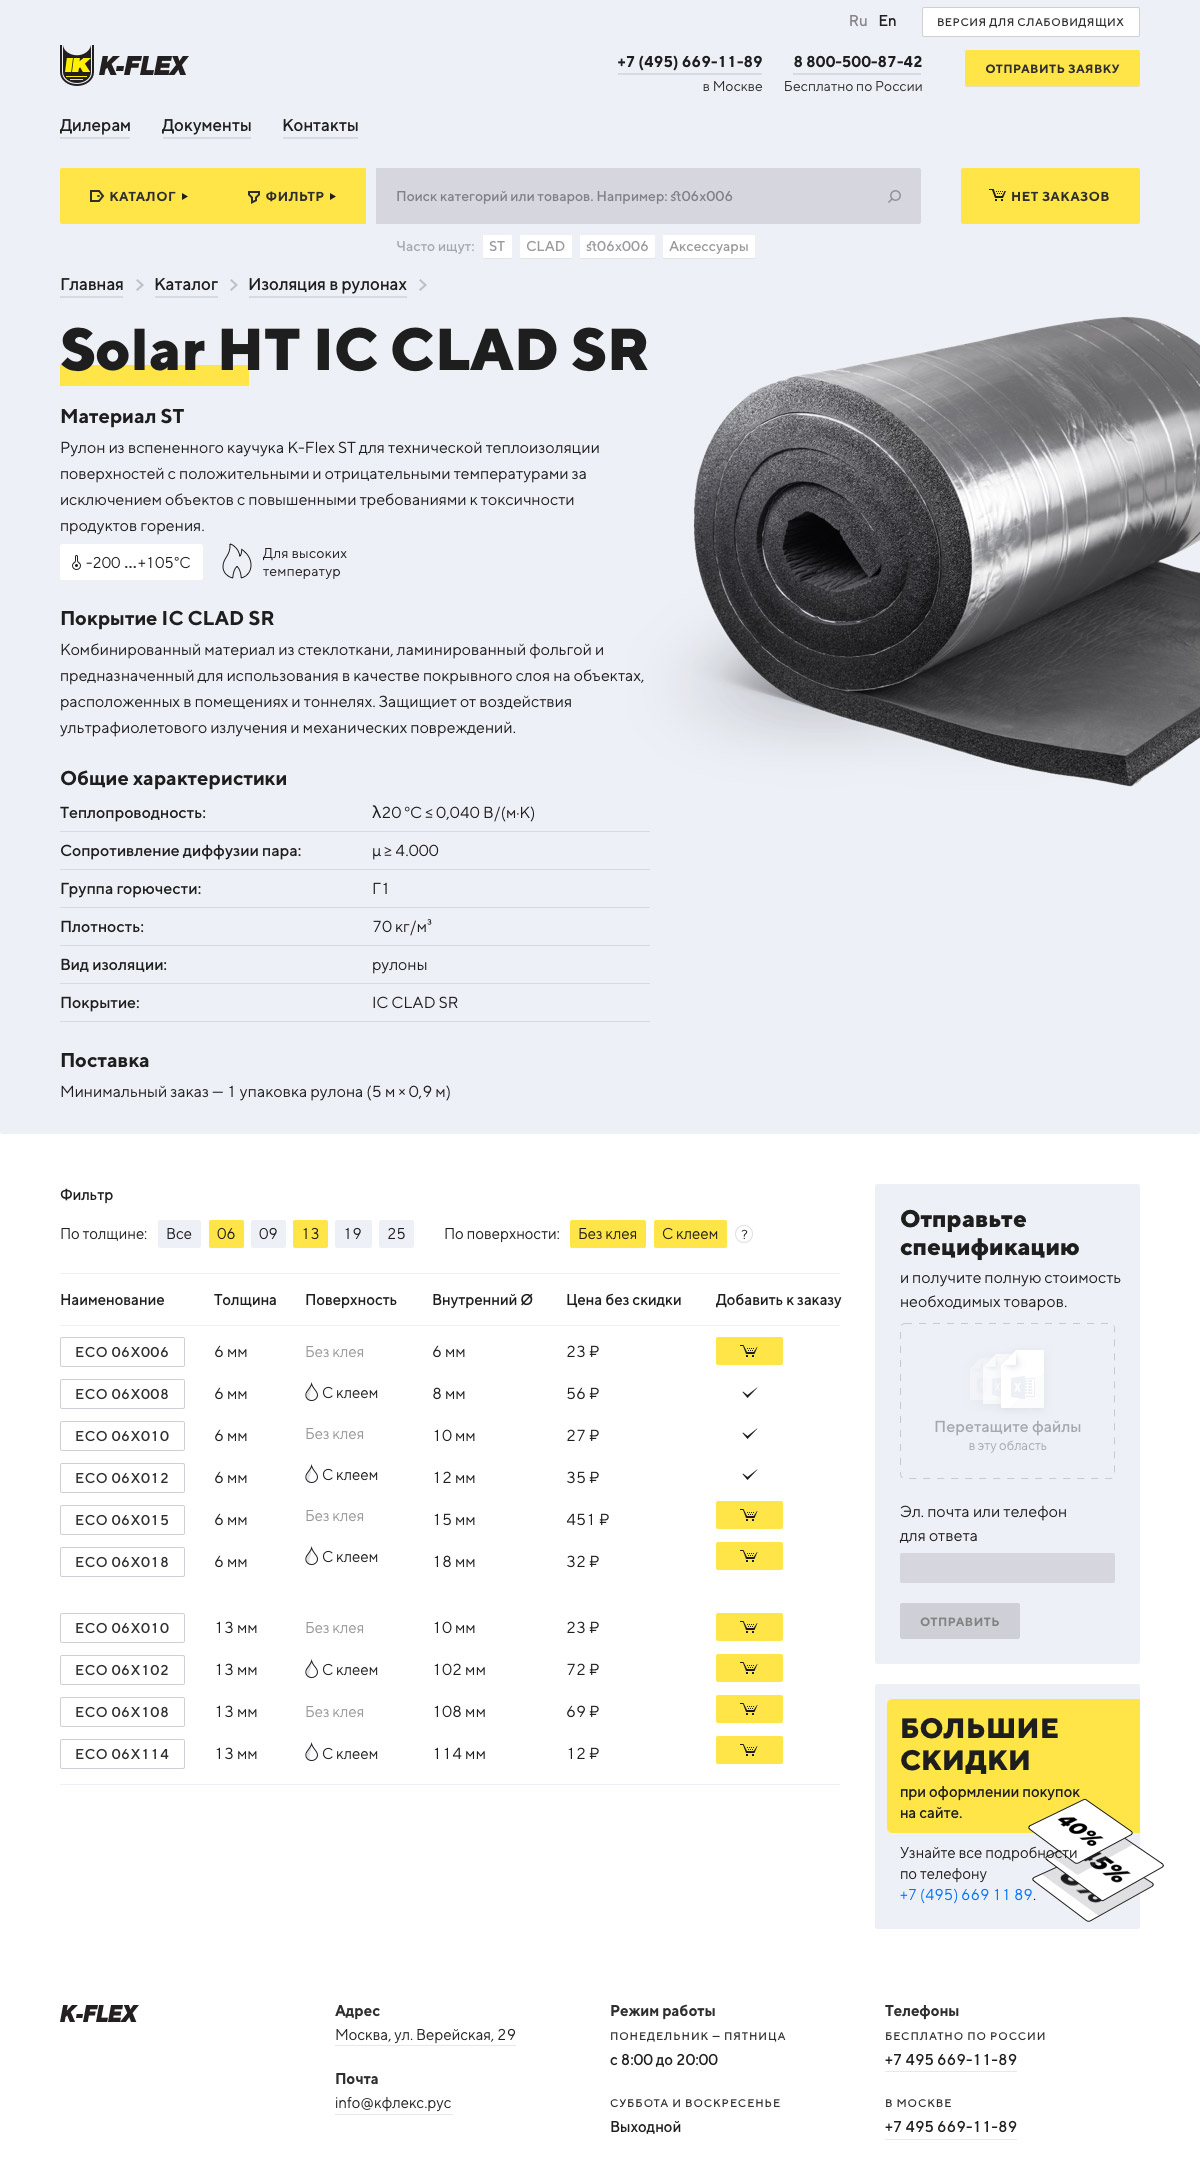 Ru En ВЕРСИЯ ДЛЯ СЛАБОВИДЯЩИХ
K-FLEX
+7 (495) 669-11-89 8 800-500-87-42 ОТПРАВИТЬ ЗАЯВКУ
в Москве Бесплатно по России
Дилерам Документы Контакты
КАТАЛОГ ФИЛЬТР Поиск категорий или товаров. Например: st06x006 НЕТ ЗАКАЗОВ
Часто ищут: ST CLAD st06x006 Аксессуары
Главная Каталог Изоляция в рулонах
Solar HT IC CLAD SR
Материал ST
Рулон из вспененного каучука K-Flex ST для технической теплоизоляции
поверхностей с положительными и отрицательными температурами за
исключением объектов с повышенными требованиями к токсичности
продуктов горения.
-200 ...+105°C Для высоких
температур
Покрытие IC CLAD SR
Комбинированный материал из стеклоткани, ламинированный фольгой и
предназначенный для использования в качестве покрывного слоя на объектах,
расположенных в помещениях и тоннелях. Защищиет от воздействия
ультрафиолетового излучения и механических повреждений.
Общие характеристики
Теплопроводность: λ20 °C ≤ 0,040 В/(м·К)
Сопротивление диффузии пара: μ ≥ 4.000
Группа горючести: Г1
Плотность: 70 кг/м³
Вид изоляции: рулоны
Покрытие: IC CLAD SR
Поставка
Минимальный заказ — 1 упаковка рулона (5 м × 0,9 м)
Фильтр
По толщине: Все 06 09 13 19 25 По поверхности: Без клея С клеем ?
Наименование Толщина Поверхность Внутренний Ø Цена без скидки Добавить к заказу
ECO 06X006 6 мм Без клея 6 мм 23 ₽
ECO 06X008 6 мм С клеем 8 мм 56 ₽
ECO 06X010 6 мм Без клея 10 мм 27 ₽
ECO 06X012 6 мм С клеем 12 мм 35 ₽
ECO 06X015 6 мм Без клея 15 мм 451 ₽
ECO 06X018 6 мм С клеем 18 мм 32 ₽
ECO 06X010 13 мм Без клея 10 мм 23 ₽
ECO 06X102 13 мм С клеем 102 мм 72 ₽
ECO 06X108 13 мм Без клея 108 мм 69 ₽
ECO 06X114 13 мм С клеем 114 мм 12 ₽
Отправьте
спецификацию
и получите полную стоимость
необходимых товаров.
Перетащите файлы
в эту область
Эл. почта или телефон
для ответа
ОТПРАВИТЬ
БОЛЬШИЕ
СКИДКИ
при оформлении покупок
на сайте.
40%
Узнайте все подробности
по телефону
+7 (495) 669 11 89.
5%
K-FLEX
Адрес
Москва, ул. Верейская, 29
Почта
info@кфлекс.рус
Режим работы
ПОНЕДЕЛЬНИК – ПЯТНИЦА
с 8:00 до 20:00
СУББОТА И ВОСКРЕСЕНЬЕ
Выходной
Телефоны
БЕСПЛАТНО ПО РОССИИ
+7 495 669-11-89
В МОСКВЕ
+7 495 669-11-89